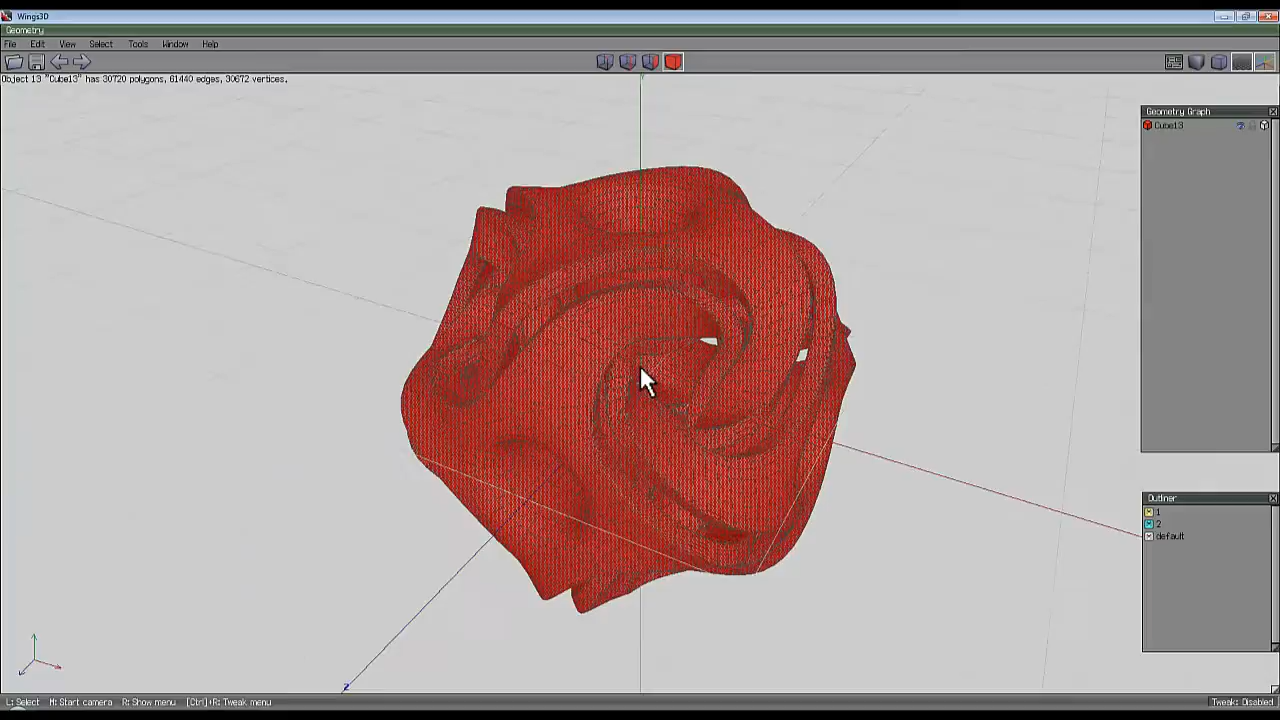 Wings3D
Geometry
File Edit View Select Tools Window Help
Object 13 "Cube13" has 30720 polygons, 61440 edges, 30672 vertices.
Geometry Graph
Cube13
Outliner
1
2
default
Z
L: Select M: Start camera R: Show menu [Ctrl]+R: Tweak menu
Tweak: Disabled